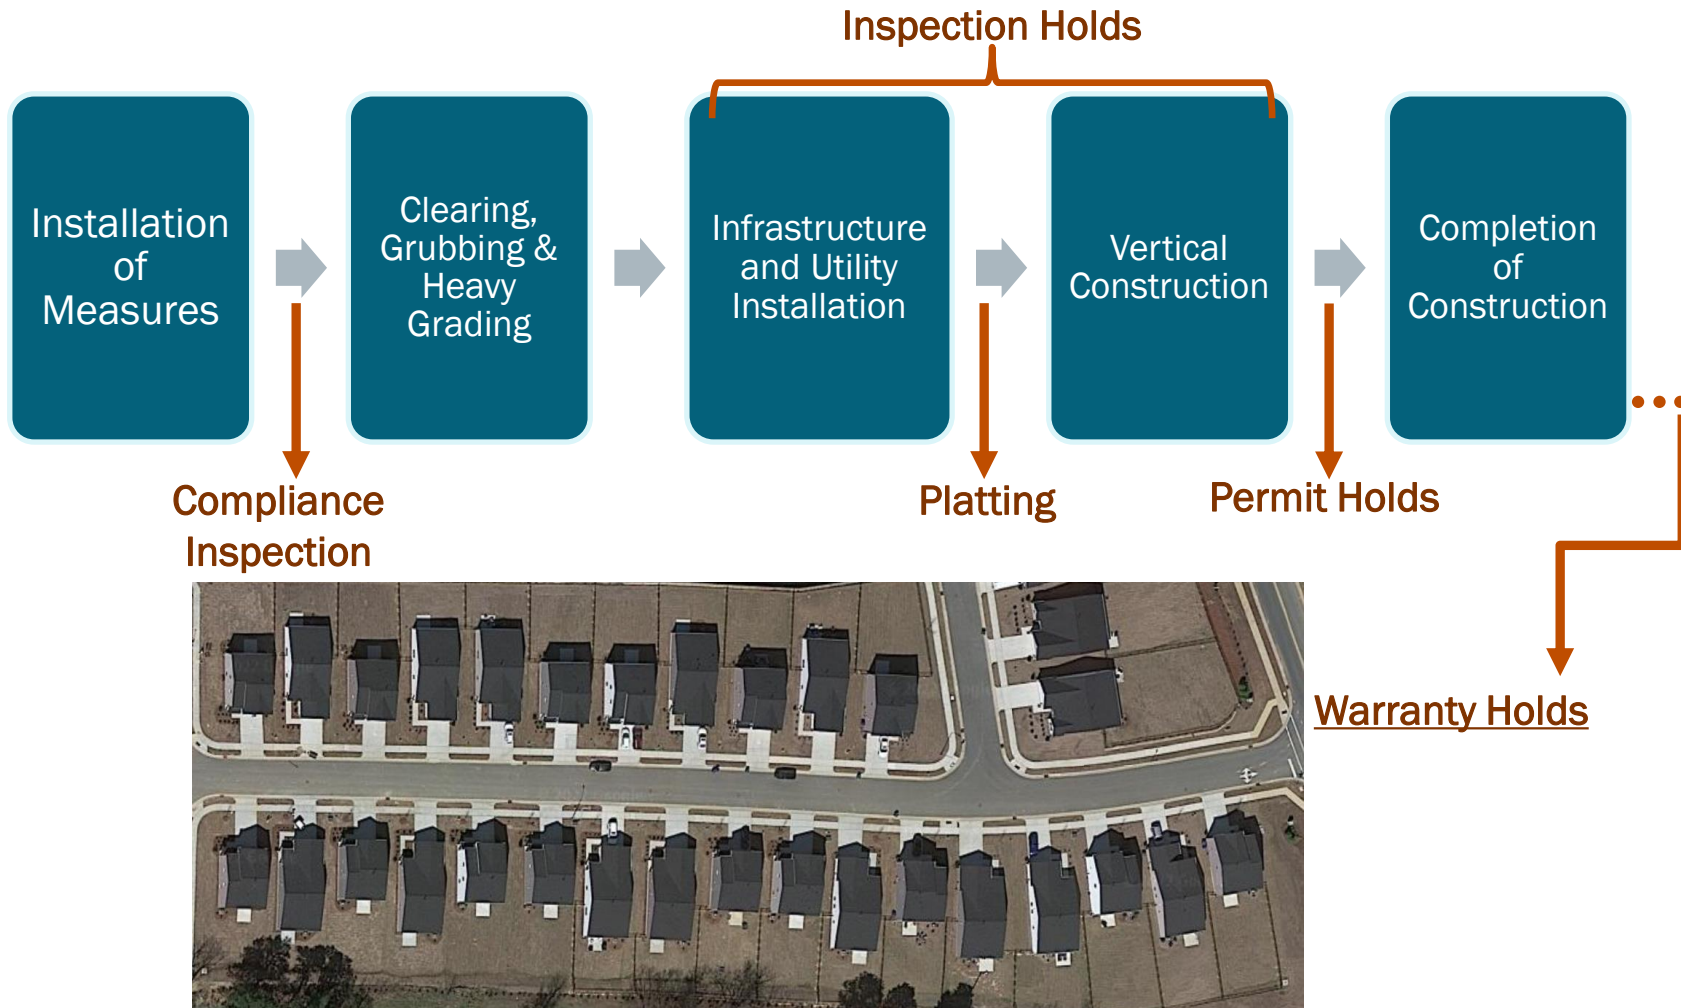 Inspection Holds
Installation
of
Measures
Clearing,
Grubbing &
Heavy
Grading
Infrastructure
and Utility
Installation
Vertical
Construction
Completion
of
Construction
Compliance
Inspection
Platting
Permit Holds
Warranty Holds